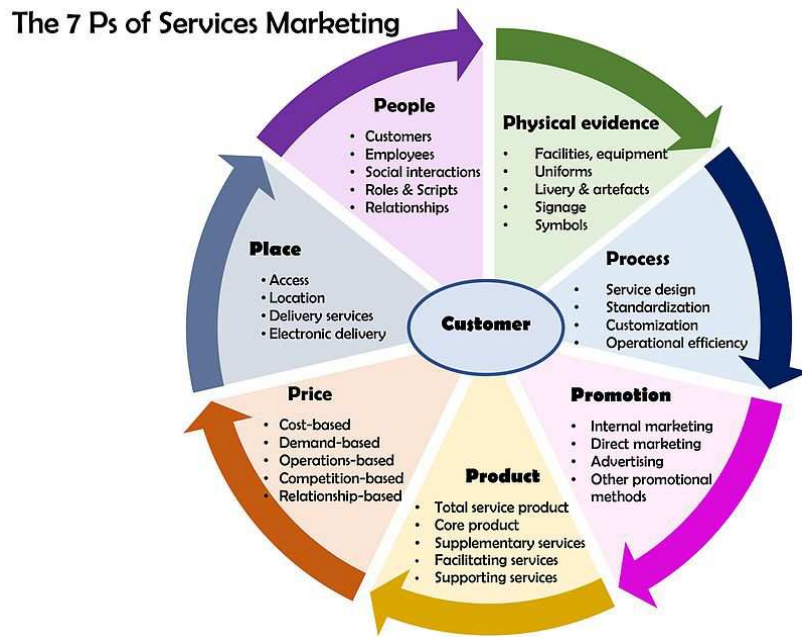 The 7 Ps of Services Marketing
People
• Customers
• Employees
• Social interactions
• Roles & Scripts
• Relationships
Physical evidence
• Facilities, equipment
• Uniforms
• Livery & artefacts
• Signage
• Symbols
Process
• Service design
• Standardization
• Customization
• Operational efficiency
Promotion
• Internal marketing
• Direct marketing
• Advertising
• Other promotional
methods
Product
• Total service product
• Core product
• Supplementary services
• Facilitating services
• Supporting services
Price
• Cost-based
• Demand-based
• Operations-based
• Competition-based
• Relationship-based
Place
• Access
• Location
• Delivery services
• Electronic delivery
Customer